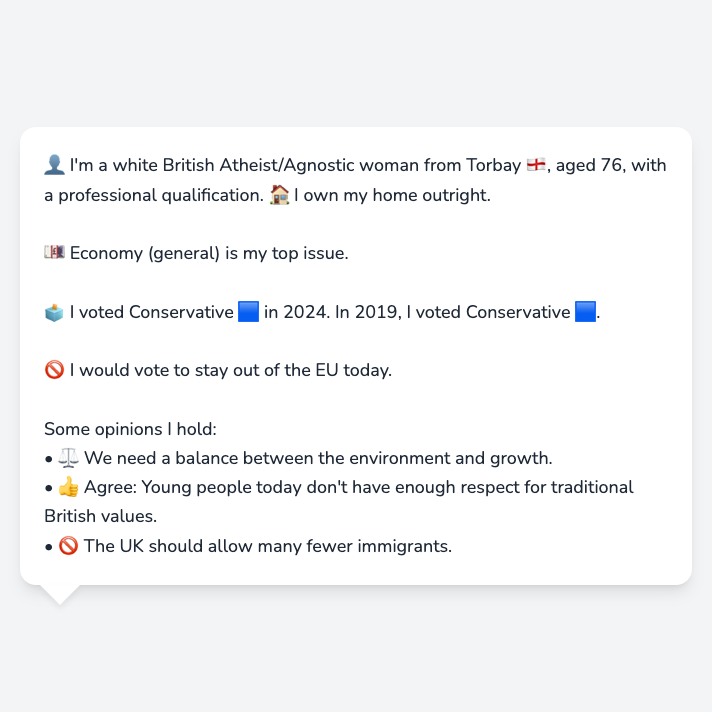 👤 I'm a white British Atheist/Agnostic woman from Torbay 🏴󠁧󠁢󠁥󠁮󠁧󠁿, aged 76, with
a professional qualification. 🏠 I own my home outright.
💷 Economy (general) is my top issue.
🗳️ I voted Conservative 🟦 in 2024. In 2019, I voted Conservative 🟦.
🚫 I would vote to stay out of the EU today.
Some opinions I hold:
• ⚖️ We need a balance between the environment and growth.
• 👍 Agree: Young people today don't have enough respect for traditional
British values.
• 🚫 The UK should allow many fewer immigrants.